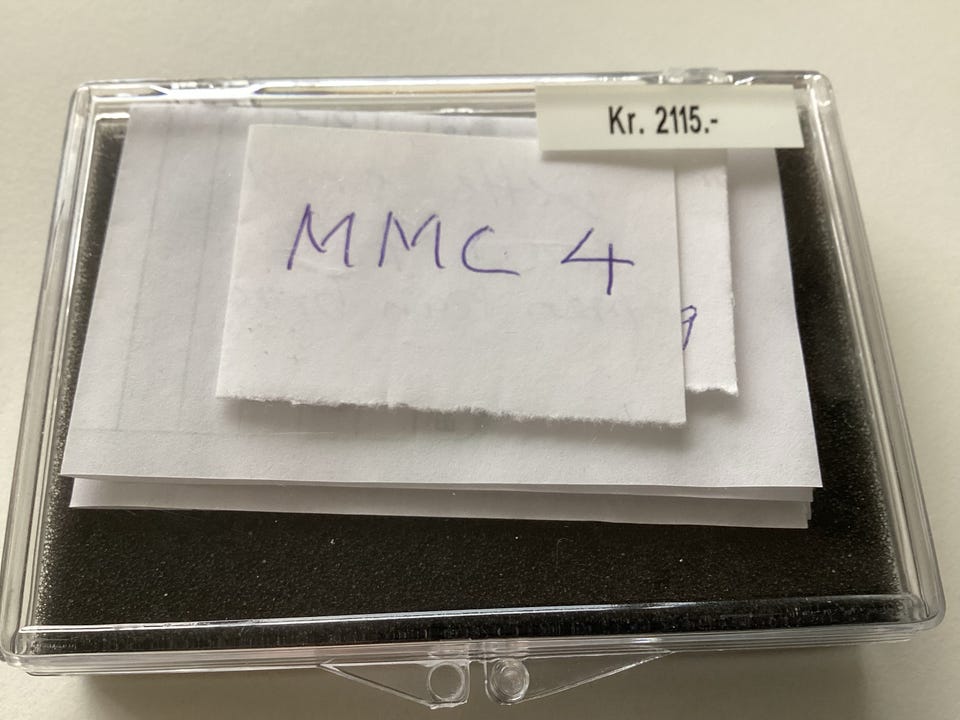 Kr. 2115.-
MMC 4